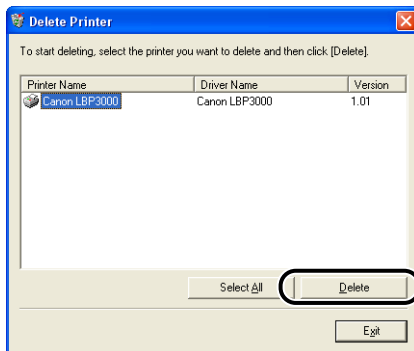 Delete Printer
To start deleting, select the printer you want to delete and then click [Delete].
Printer Name Driver Name Version
Canon LBP3000 Canon LBP3000 1.01
Select All Delete
Exit